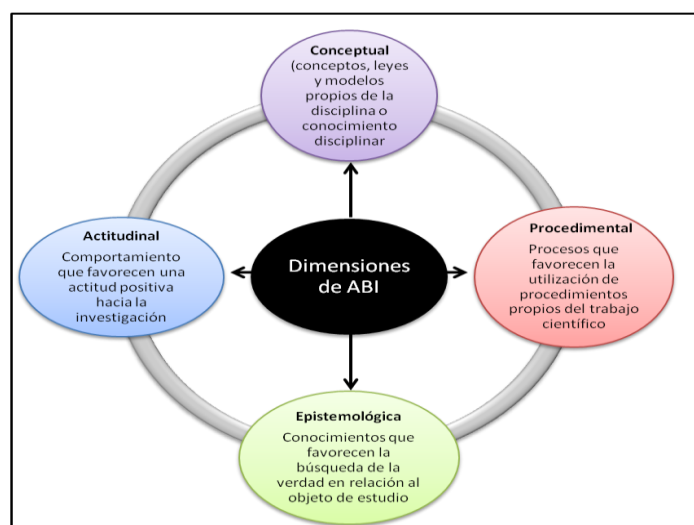 Conceptual
(conceptos, leyes
y modelos
propios de la
disciplina o
conocimiento
disciplinar
Actitudinal
Comportamiento
que favorecen una
actitud positiva
hacia la
investigación
Dimensiones
de ABI
Procedimental
Procesos que
favorecen la
utilización de
procedimientos
propios del trabajo
científico
Epistemológica
Conocimientos que
favorecen la
búsqueda de la
verdad en relación al
objeto de estudio